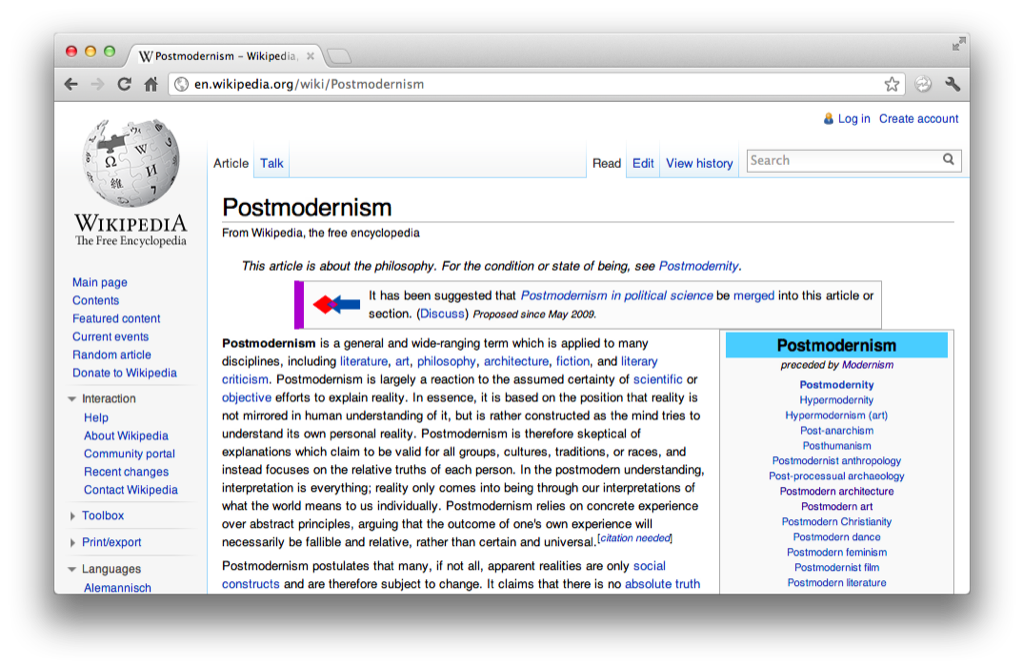 Postmodernism – Wikipedia,
en.wikipedia.org/wiki/Postmodernism
Log in Create account
Article Talk Read Edit View history Search
WIKIPEDIA
The Free Encyclopedia
Main page
Contents
Featured content
Current events
Random article
Donate to Wikipedia
Interaction
Help
About Wikipedia
Community portal
Recent changes
Contact Wikipedia
Toolbox
Print/export
Languages
Alemannisch
Postmodernism
From Wikipedia, the free encyclopedia
This article is about the philosophy. For the condition or state of being, see Postmodernity.
It has been suggested that Postmodernism in political science be merged into this article or
section. (Discuss) Proposed since May 2009.
Postmodernism is a general and wide-ranging term which is applied to many
disciplines, including literature, art, philosophy, architecture, fiction, and literary
criticism. Postmodernism is largely a reaction to the assumed certainty of scientific or
objective efforts to explain reality. In essence, it is based on the position that reality is
not mirrored in human understanding of it, but is rather constructed as the mind tries to
understand its own personal reality. Postmodernism is therefore skeptical of
explanations which claim to be valid for all groups, cultures, traditions, or races, and
instead focuses on the relative truths of each person. In the postmodern understanding,
interpretation is everything; reality only comes into being through our interpretations of
what the world means to us individually. Postmodernism relies on concrete experience
over abstract principles, arguing that the outcome of one's own experience will
necessarily be fallible and relative, rather than certain and universal.[citation needed]
Postmodernism postulates that many, if not all, apparent realities are only social
constructs and are therefore subject to change. It claims that there is no absolute truth
Postmodernism
preceded by Modernism
Postmodernity
Hypermodernity
Hypermodernism (art)
Post-anarchism
Posthumanism
Postmodernist anthropology
Post-processual archaeology
Postmodern architecture
Postmodern art
Postmodern Christianity
Postmodern dance
Postmodern feminism
Postmodernist film
Postmodern literature